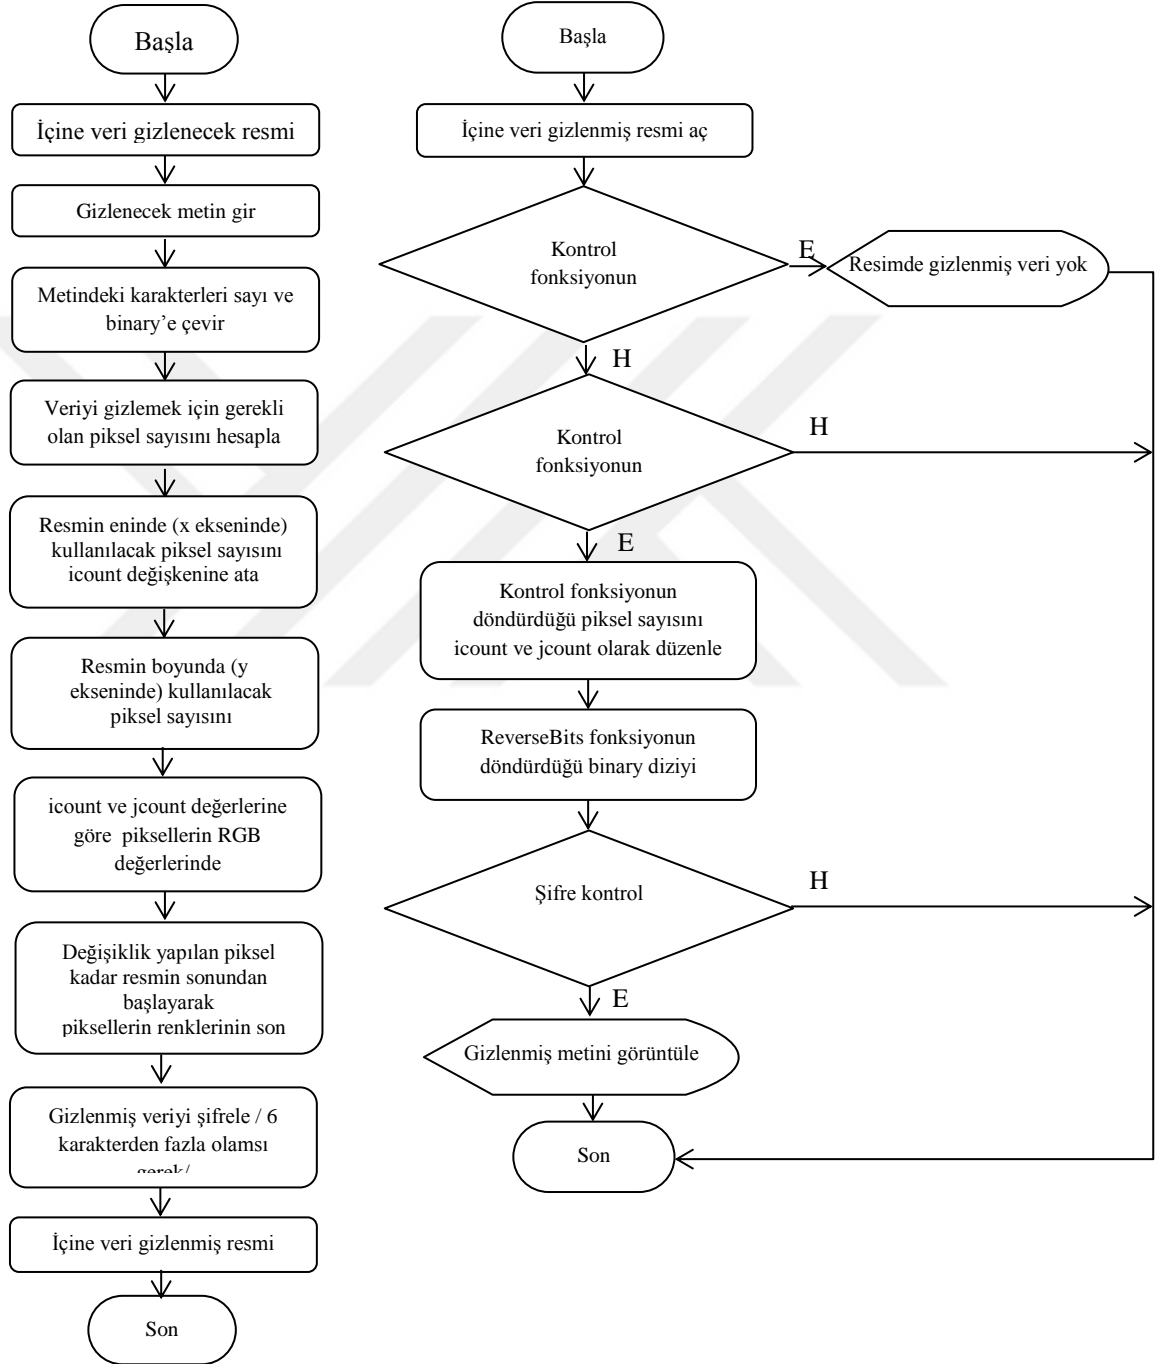 Başla
İçine veri gizlenecek resmi
Gizlenecek metin gir
Metindeki karakterleri sayı ve
binary’e çevir
Veriyi gizlemek için gerekli
olan piksel sayısını hesapla
Resmin eninde (x ekseninde)
kullanılacak piksel sayısını
icount değişkenine ata
Resmin boyunda (y
ekseninde) kullanılacak
piksel sayısını
icount ve jcount değerlerine
göre piksellerin RGB
değerlerinde
Değişiklik yapılan piksel
kadar resmin sonundan
başlayarak
piksellerin renklerinin son
Gizlenmiş veriyi şifrele / 6
karakterden fazla olamsı
gerek/
İçine veri gizlenmiş resmi
Son
Başla
İçine veri gizlenmiş resmi aç
Kontrol
fonksiyonun
E
Resimde gizlenmiş veri yok
H
Kontrol
fonksiyonun
H
E
Kontrol fonksiyonun
döndürdüğü piksel sayısını
icount ve jcount olarak düzenle
ReverseBits fonksiyonun
döndürdüğü binary diziyi
Şifre kontrol
H
E
Gizlenmiş metini görüntüle
Son